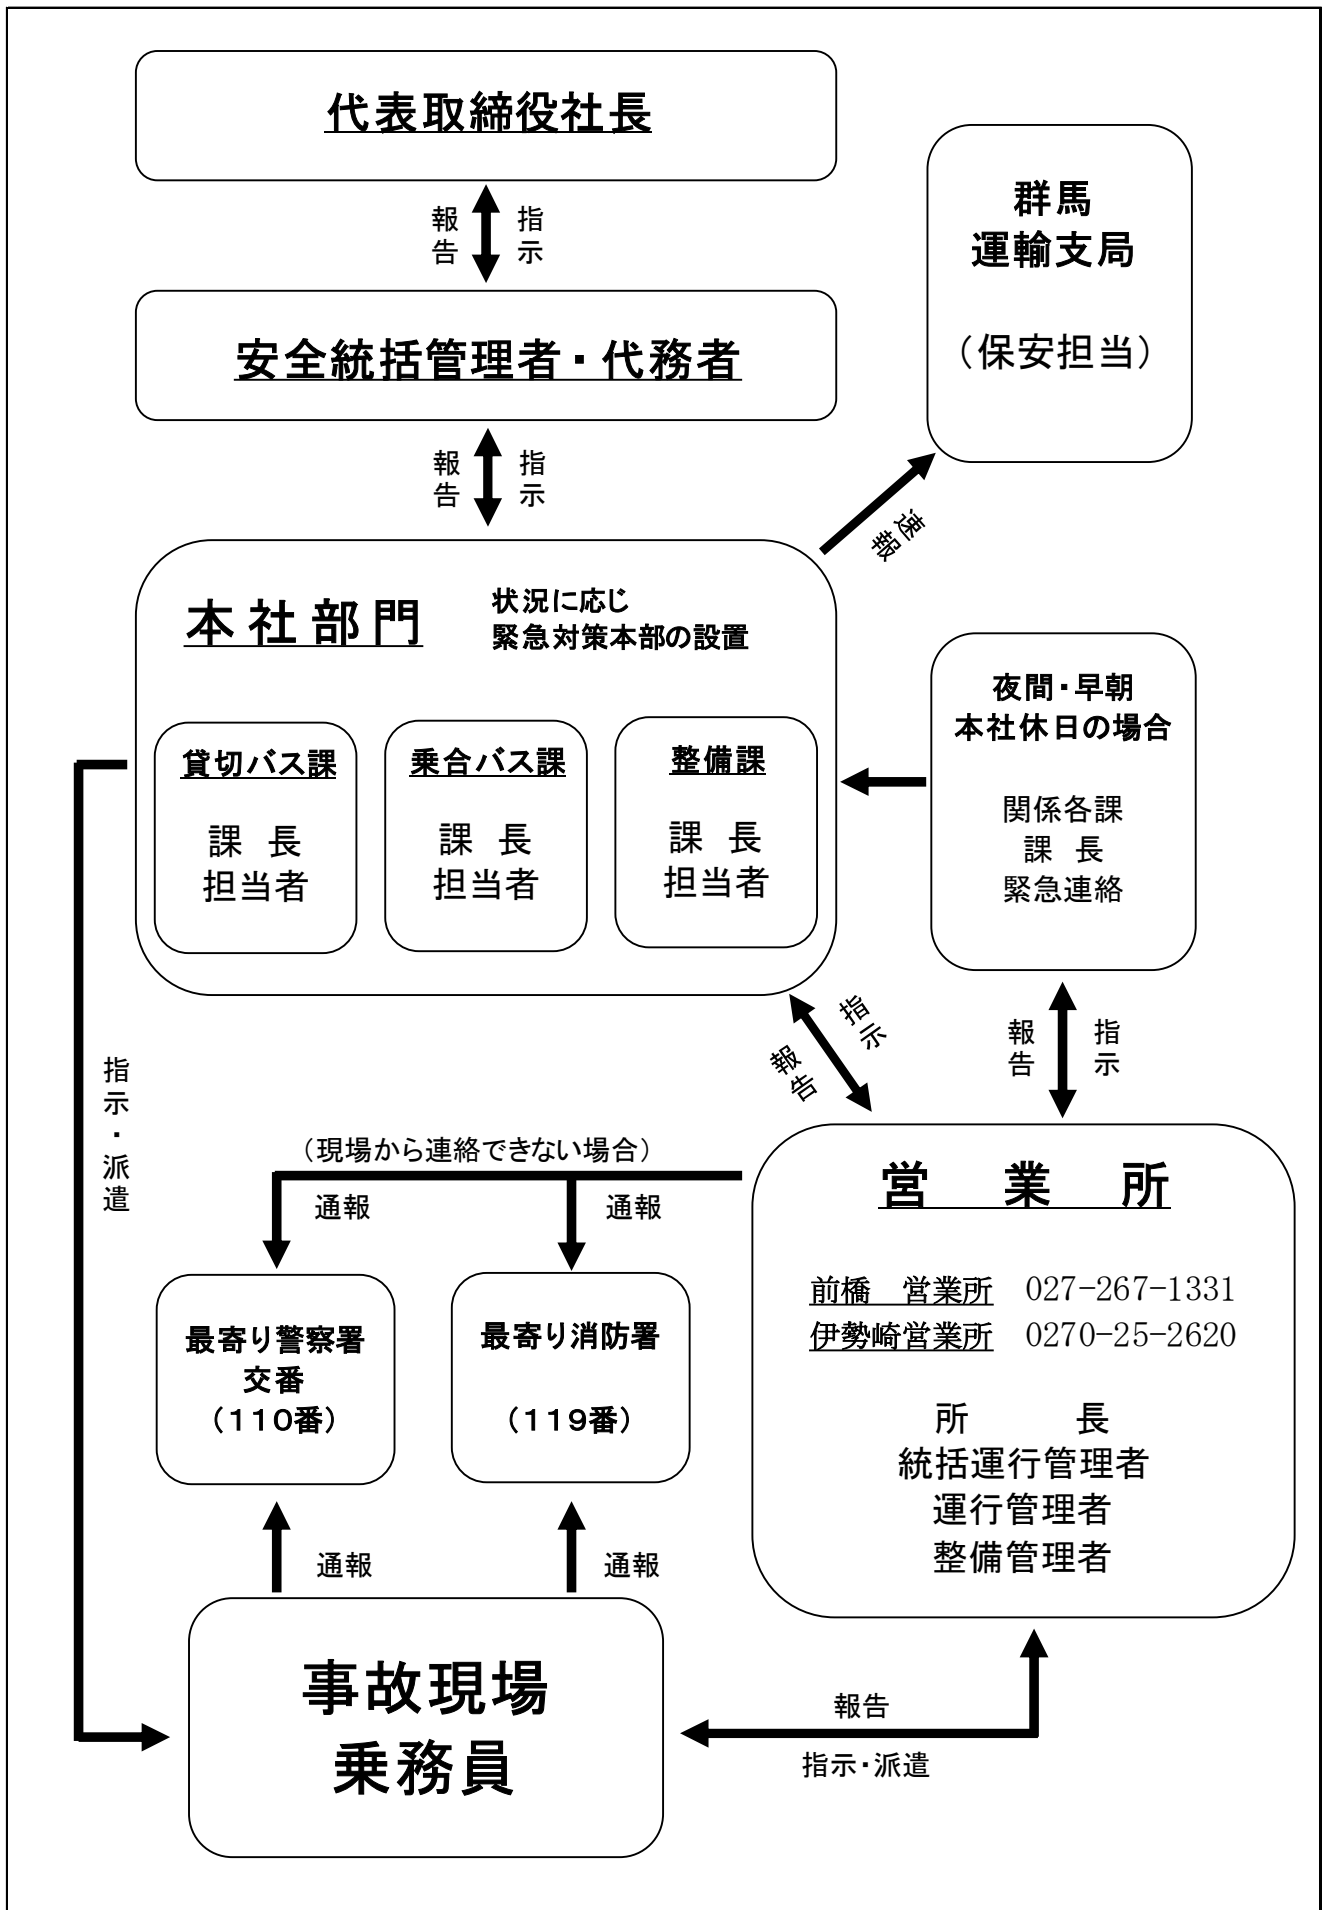 代表取締役社長
報告
指示
群馬
運輸支局
（保安担当）
安全統括管理者・代務者
報告
指示
速報
本社部門
状況に応じ
緊急対策本部の設置
貸切バス課
課　長
担当者
乗合バス課
課　長
担当者
整備課
課　長
担当者
夜間・早朝
本社休日の場合
関係各課
課　長
緊急連絡
報告
指示
報告
指示
指示・派遣
（現場から連絡できない場合）
通報
通報
営　業　所
前橋　営業所　027-267-1331
伊勢崎営業所　0270-25-2620
所　　　長
統括運行管理者
運行管理者
整備管理者
最寄り警察署
交番
（１１０番）
最寄り消防署
（１１９番）
通報
通報
事故現場
乗務員
報告
指示・派遣